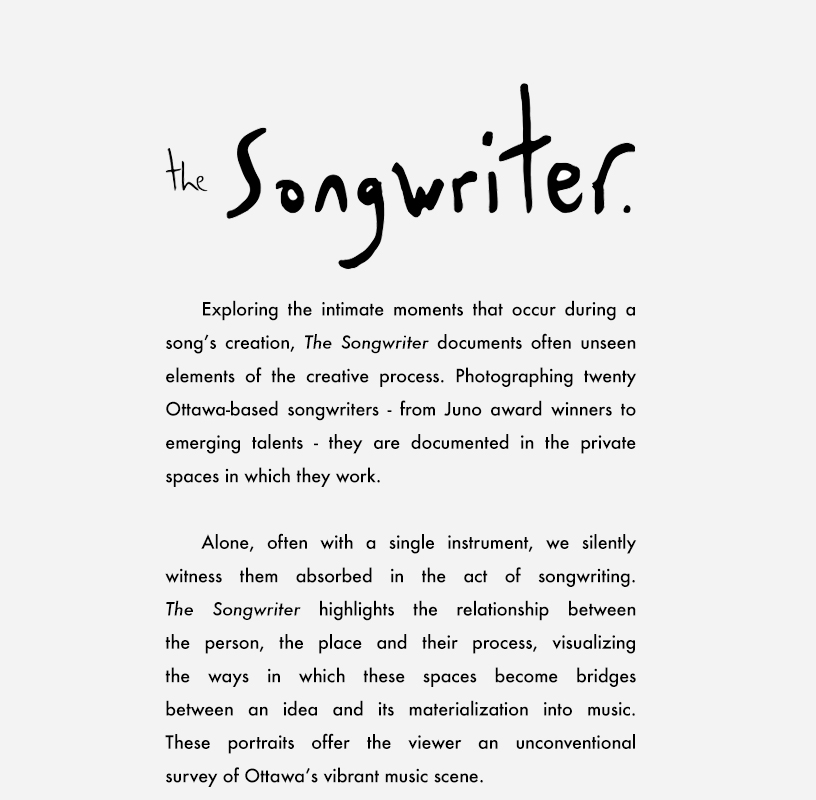 the Songwriter.
Exploring the intimate moments that occur during a
song’s creation, The Songwriter documents often unseen
elements of the creative process. Photographing twenty
Ottawa-based songwriters - from Juno award winners to
emerging talents - they are documented in the private
spaces in which they work.
Alone, often with a single instrument, we silently
witness them absorbed in the act of songwriting.
The Songwriter highlights the relationship between
the person, the place and their process, visualizing
the ways in which these spaces become bridges
between an idea and its materialization into music.
These portraits offer the viewer an unconventional
survey of Ottawa’s vibrant music scene.